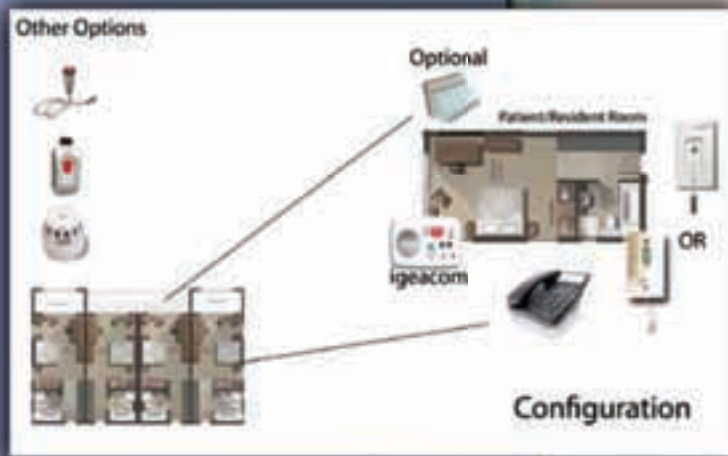 Other Options
Optional
Patient/Resident Room
OR
igeacom
Configuration